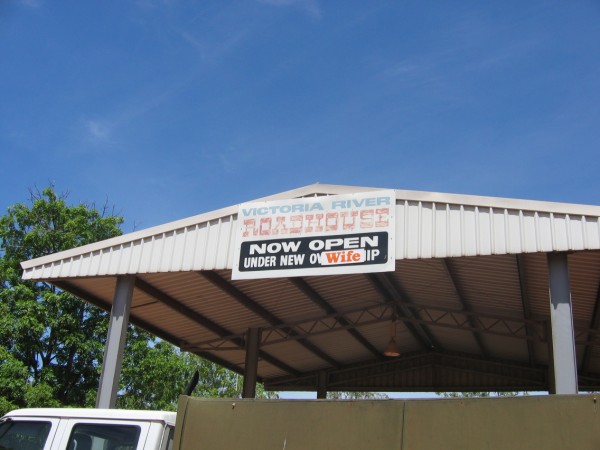 VICTORIA RIVER
ROADHOUSE
NOW OPEN
UNDER NEW OWifeIP